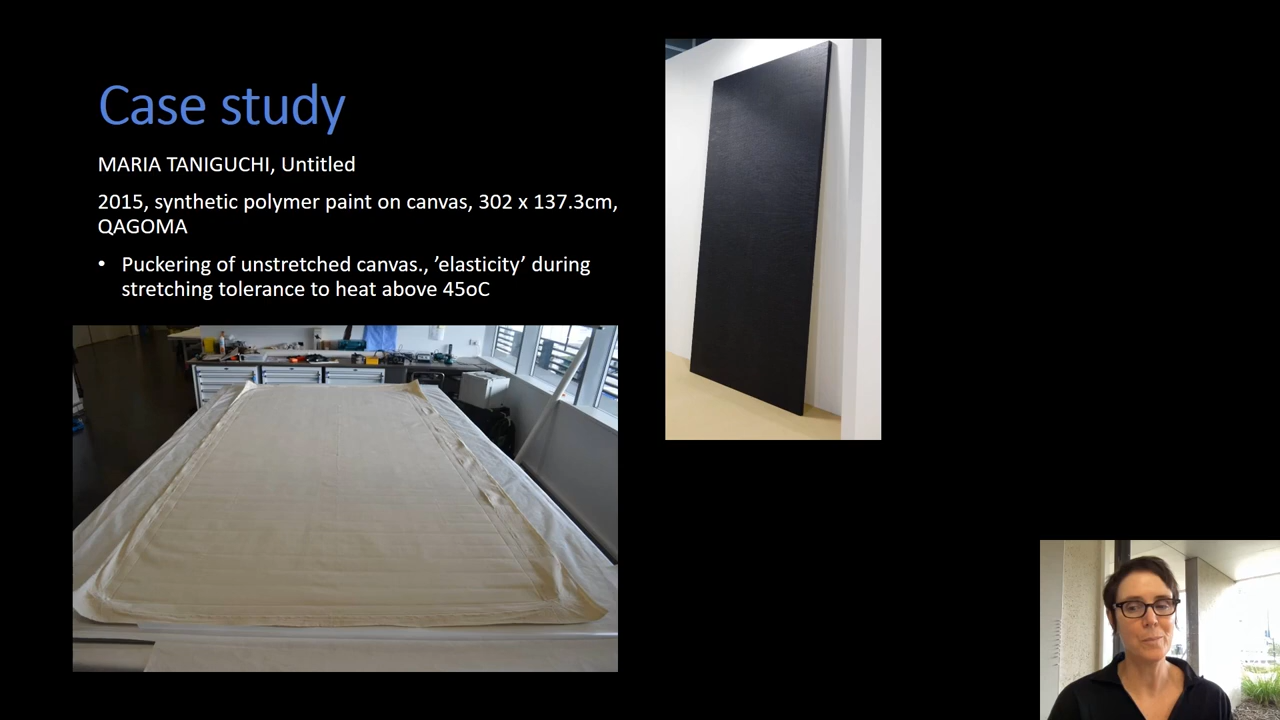 Case study
MARIA TANIGUCHI, Untitled
2015, synthetic polymer paint on canvas, 302 x 137.3cm,
QAGOMA
• Puckering of unstretched canvas., ’elasticity’ during
stretching tolerance to heat above 45oC